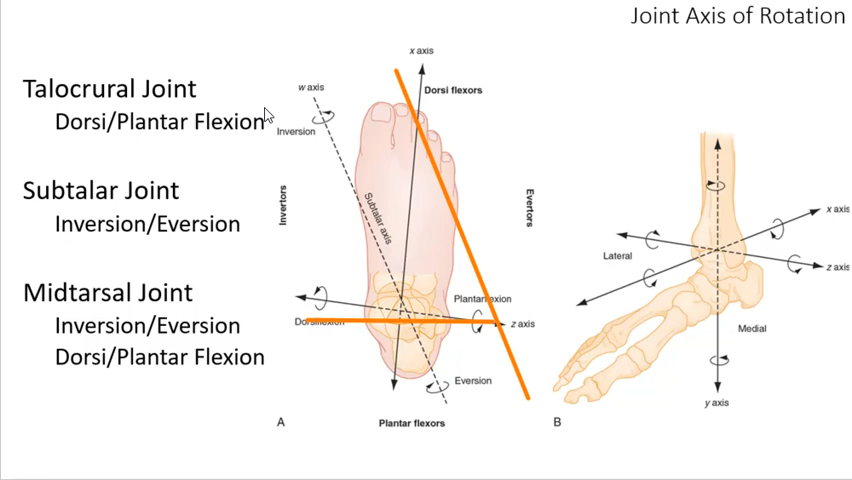 Joint Axis of Rotation
Talocrural Joint
Dorsi/Plantar Flexion
Subtalar Joint
Inversion/Eversion
Midtarsal Joint
Inversion/Eversion
Dorsi/Plantar Flexion
x axis
w axis
Dorsi flexors
Inversion
Invertors
Subtalar axis
Evertors
Plantar
exion
Dorsiflexion
z axis
Eversion
A
Plantar flexors
x axis
Lateral
z axis
Medial
y axis
B